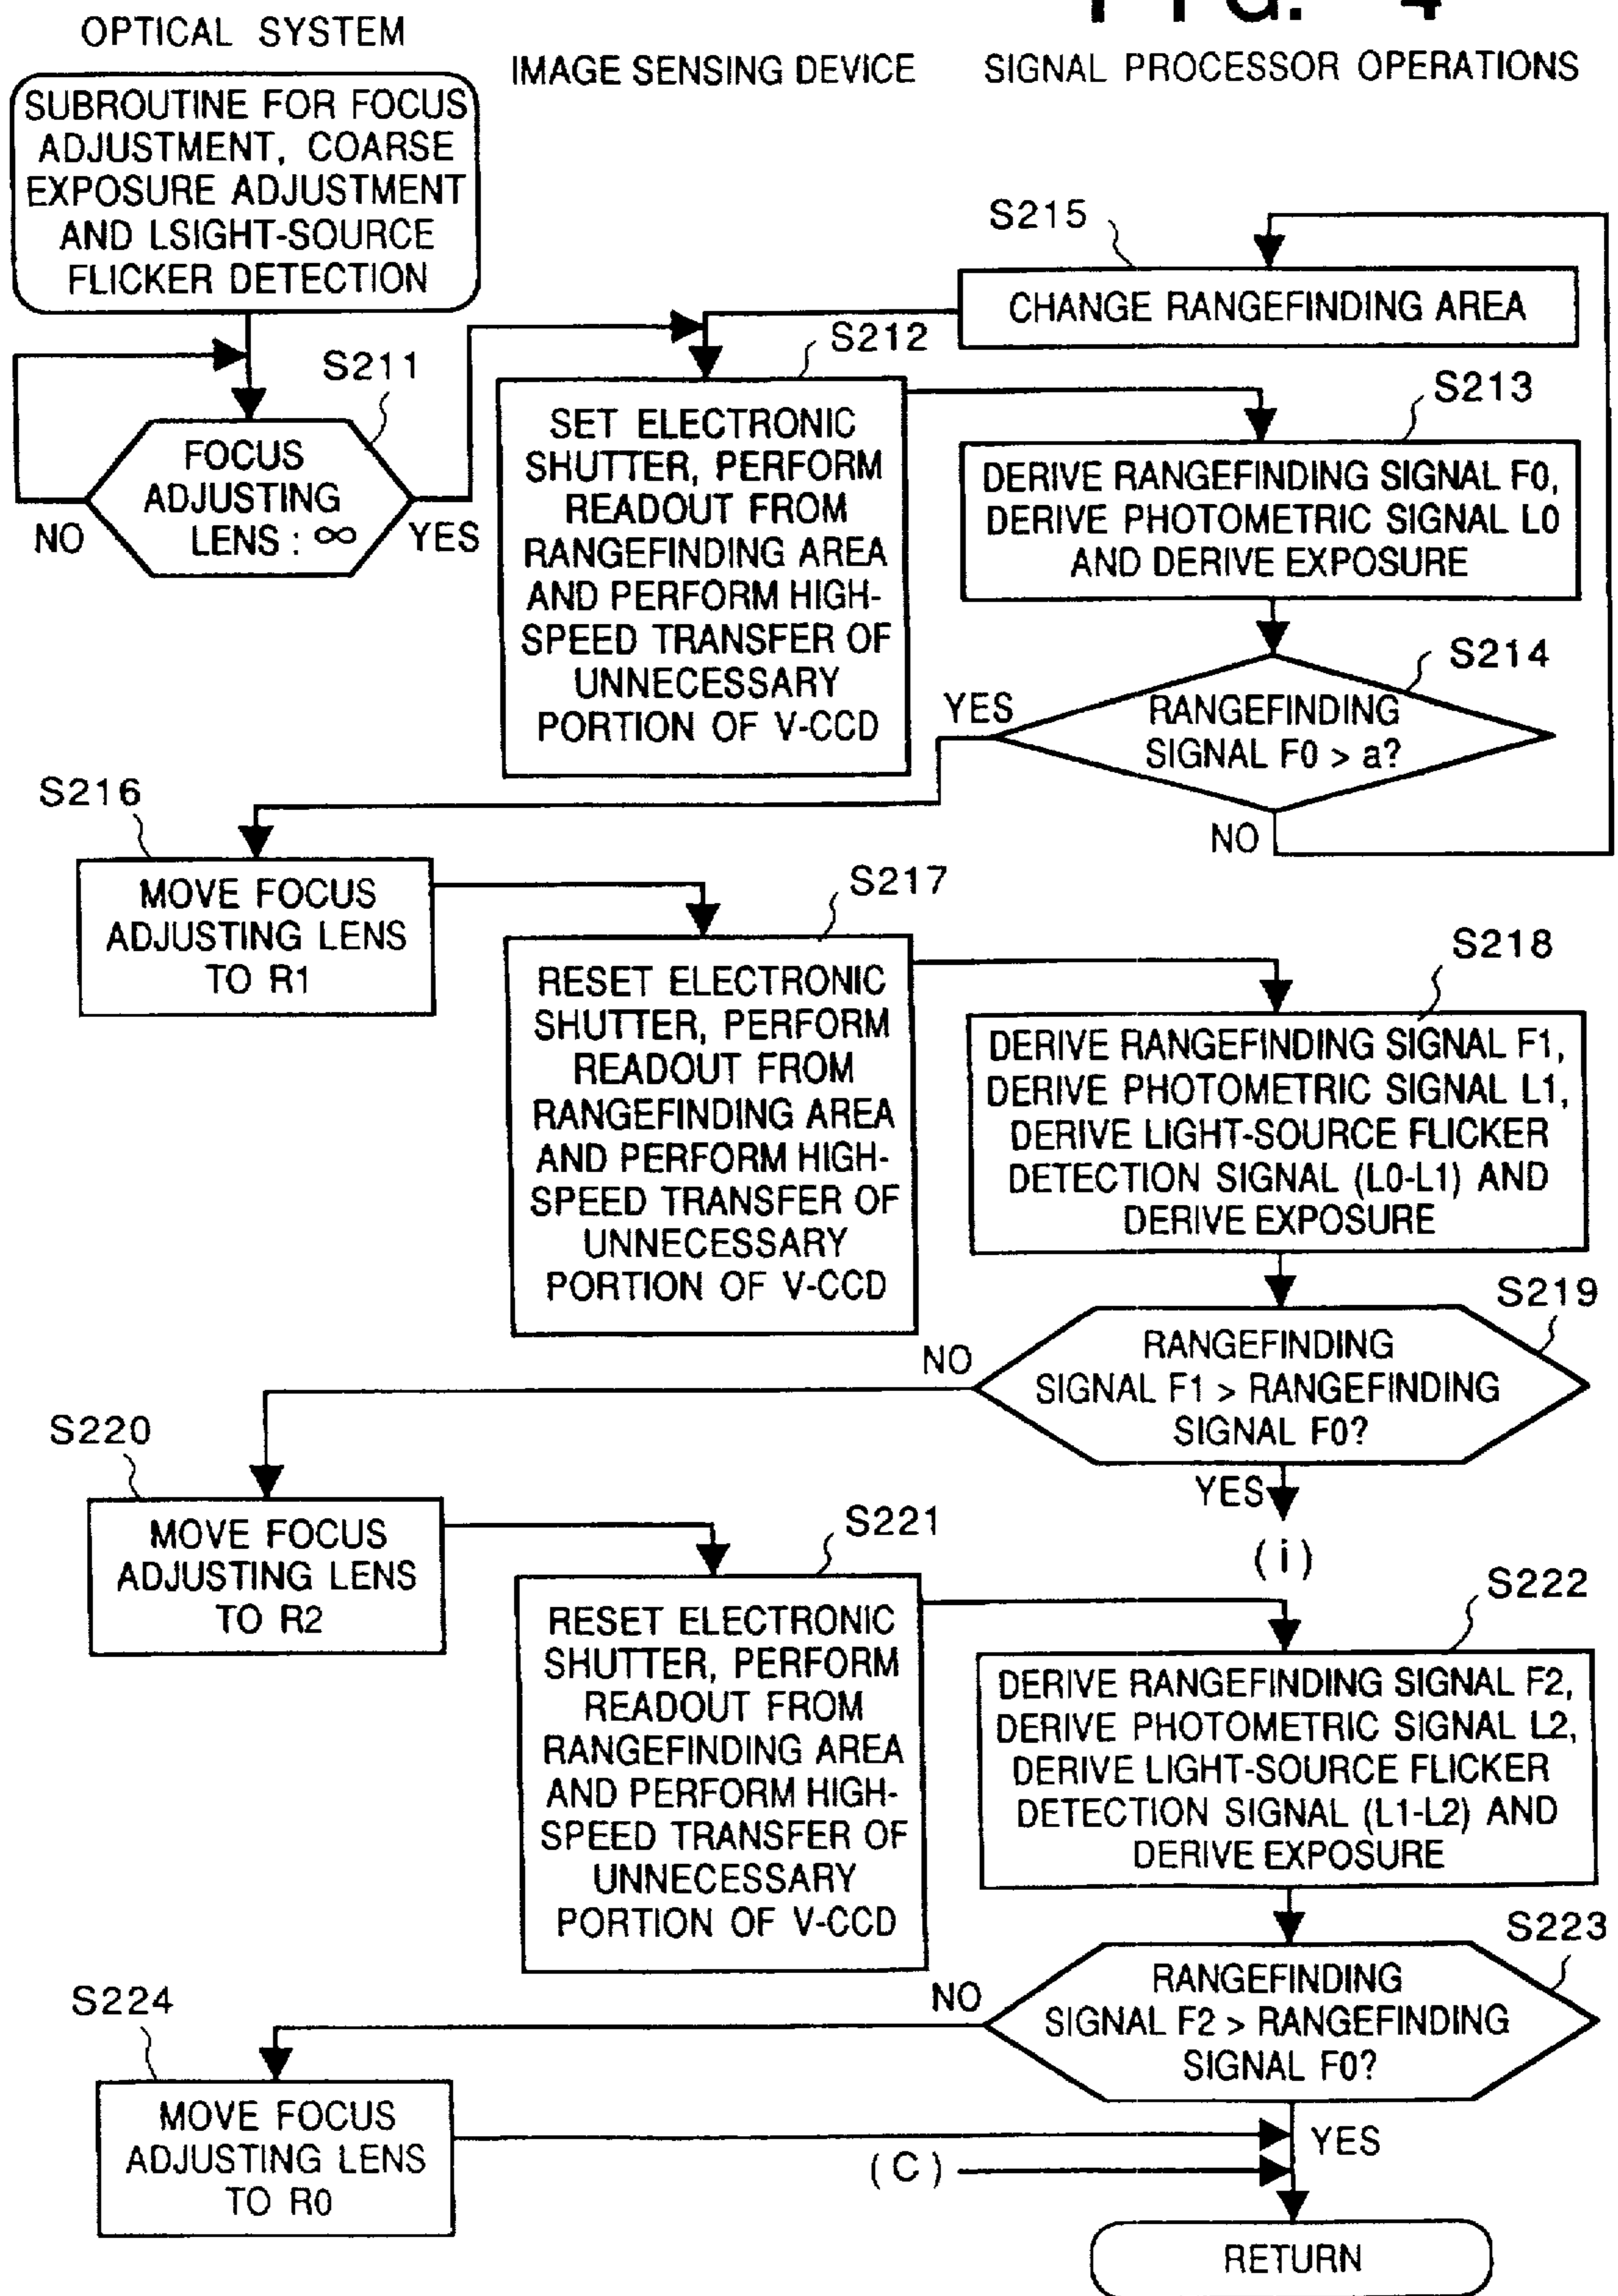 FIG. 4
OPTICAL SYSTEM
IMAGE SENSING DEVICE
SIGNAL PROCESSOR OPERATIONS
SUBROUTINE FOR FOCUS
ADJUSTMENT, COARSE
EXPOSURE ADJUSTMENT
AND LSIGHT-SOURCE
FLICKER DETECTION
S211
FOCUS
ADJUSTING
LENS : ∞
NO
YES
S212
SET ELECTRONIC
SHUTTER, PERFORM
READOUT FROM
RANGEFINDING AREA
AND PERFORM HIGH-
SPEED TRANSFER OF
UNNECESSARY
PORTION OF V-CCD
S215
CHANGE RANGEFINDING AREA
S213
DERIVE RANGEFINDING SIGNAL F0,
DERIVE PHOTOMETRIC SIGNAL L0
AND DERIVE EXPOSURE
S214
RANGEFINDING
SIGNAL F0 > a?
YES
NO
S216
MOVE FOCUS
ADJUSTING LENS
TO R1
S217
RESET ELECTRONIC
SHUTTER, PERFORM
READOUT FROM
RANGEFINDING AREA
AND PERFORM HIGH-
SPEED TRANSFER OF
UNNECESSARY
PORTION OF V-CCD
S218
DERIVE RANGEFINDING SIGNAL F1,
DERIVE PHOTOMETRIC SIGNAL L1,
DERIVE LIGHT-SOURCE FLICKER
DETECTION SIGNAL (L0-L1) AND
DERIVE EXPOSURE
S219
RANGEFINDING
SIGNAL F1 > RANGEFINDING
SIGNAL F0?
NO
YES
(i)
S220
MOVE FOCUS
ADJUSTING LENS
TO R2
S221
RESET ELECTRONIC
SHUTTER, PERFORM
READOUT FROM
RANGEFINDING AREA
AND PERFORM HIGH-
SPEED TRANSFER OF
UNNECESSARY
PORTION OF V-CCD
S222
DERIVE RANGEFINDING SIGNAL F2,
DERIVE PHOTOMETRIC SIGNAL L2,
DERIVE LIGHT-SOURCE FLICKER
DETECTION SIGNAL (L1-L2) AND
DERIVE EXPOSURE
S223
RANGEFINDING
SIGNAL F2 > RANGEFINDING
SIGNAL F0?
NO
YES
S224
MOVE FOCUS
ADJUSTING LENS
TO R0
(C)
RETURN